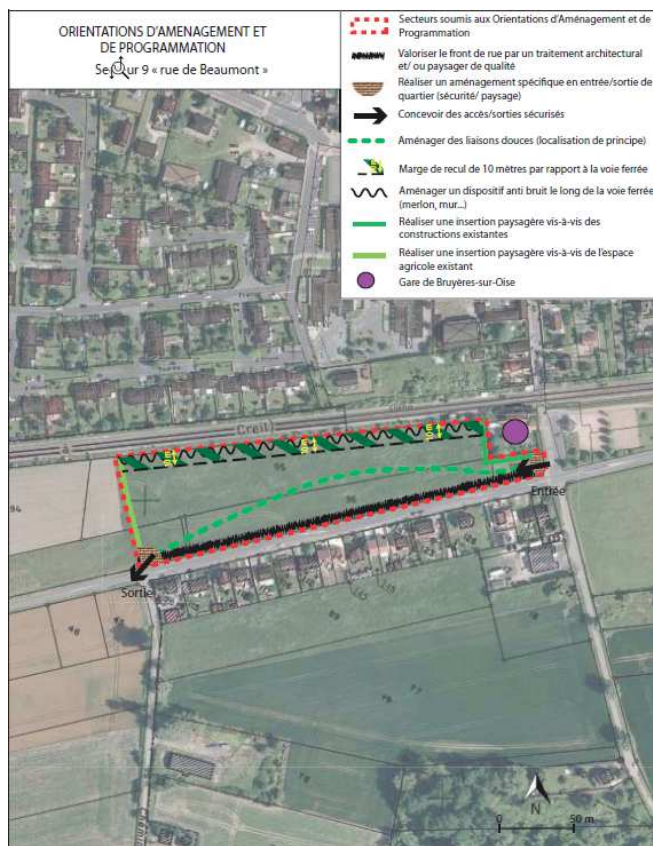 ORIENTATIONS D'AMENAGEMENT ET
DE PROGRAMMATION
Secteur 9 « rue de Beaumont »
Secteurs soumis aux Orientations d'Aménagement et de
Programmation
Valoriser le front de rue par un traitement architectural
et/ ou paysager de qualité
Réaliser un aménagement spécifique en entrée/sortie de
quartier (sécurité/ paysage)
Concevoir des accès/sorties sécurisés
Aménager des liaisons douces (localisation de principe)
Marge de recul de 10 mètres par rapport à la voie ferrée
Aménager un dispositif anti bruit le long de la voie ferrée
(merlon, mur...)
Réaliser une insertion paysagère vis-à-vis des
constructions existantes
Réaliser une insertion paysagère vis-à-vis de l'espace
agricole existant
Gare de Bruyères-sur-Oise
Creil
10 m
10 m
10 m
Entrée
94
Sortie
N
0 50 m